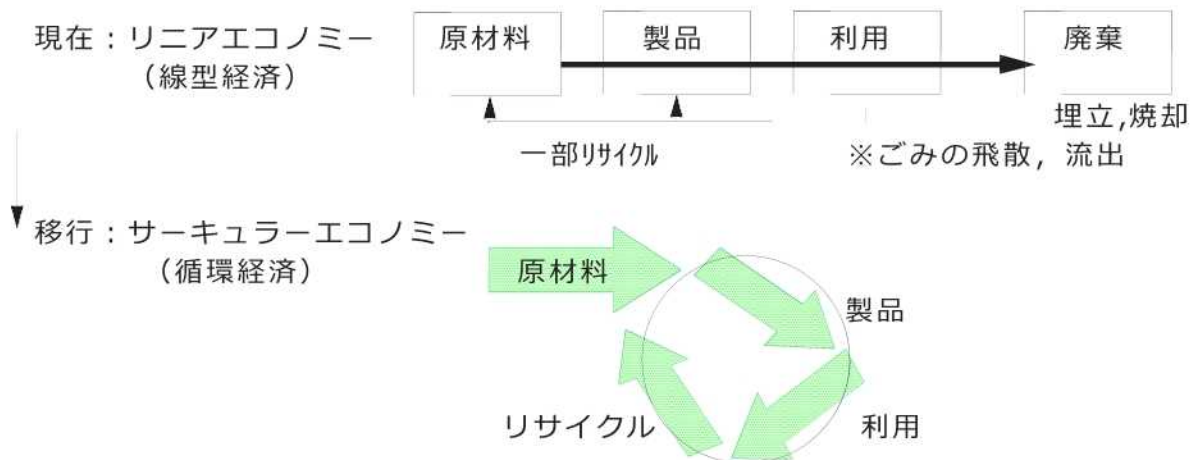 現在：リニアエコノミー
（線型経済）
原材料
製品
利用
廃棄
埋立,焼却
一部ﾘｻｲｸﾙ
※ごみの飛散，流出
移行：サーキュラーエコノミー
（循環経済）
原材料
製品
リサイクル
利用